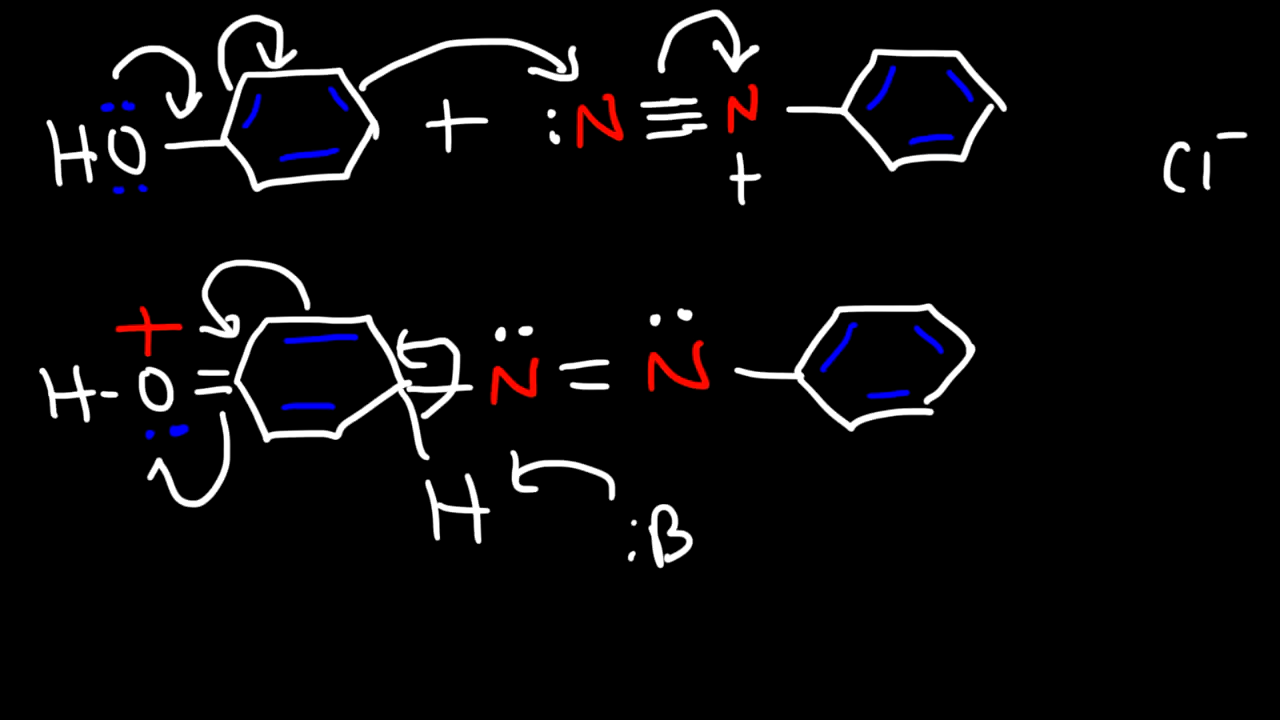 HO + :N≡N Cl⁻
+
+
H-O= N=N
H
:B